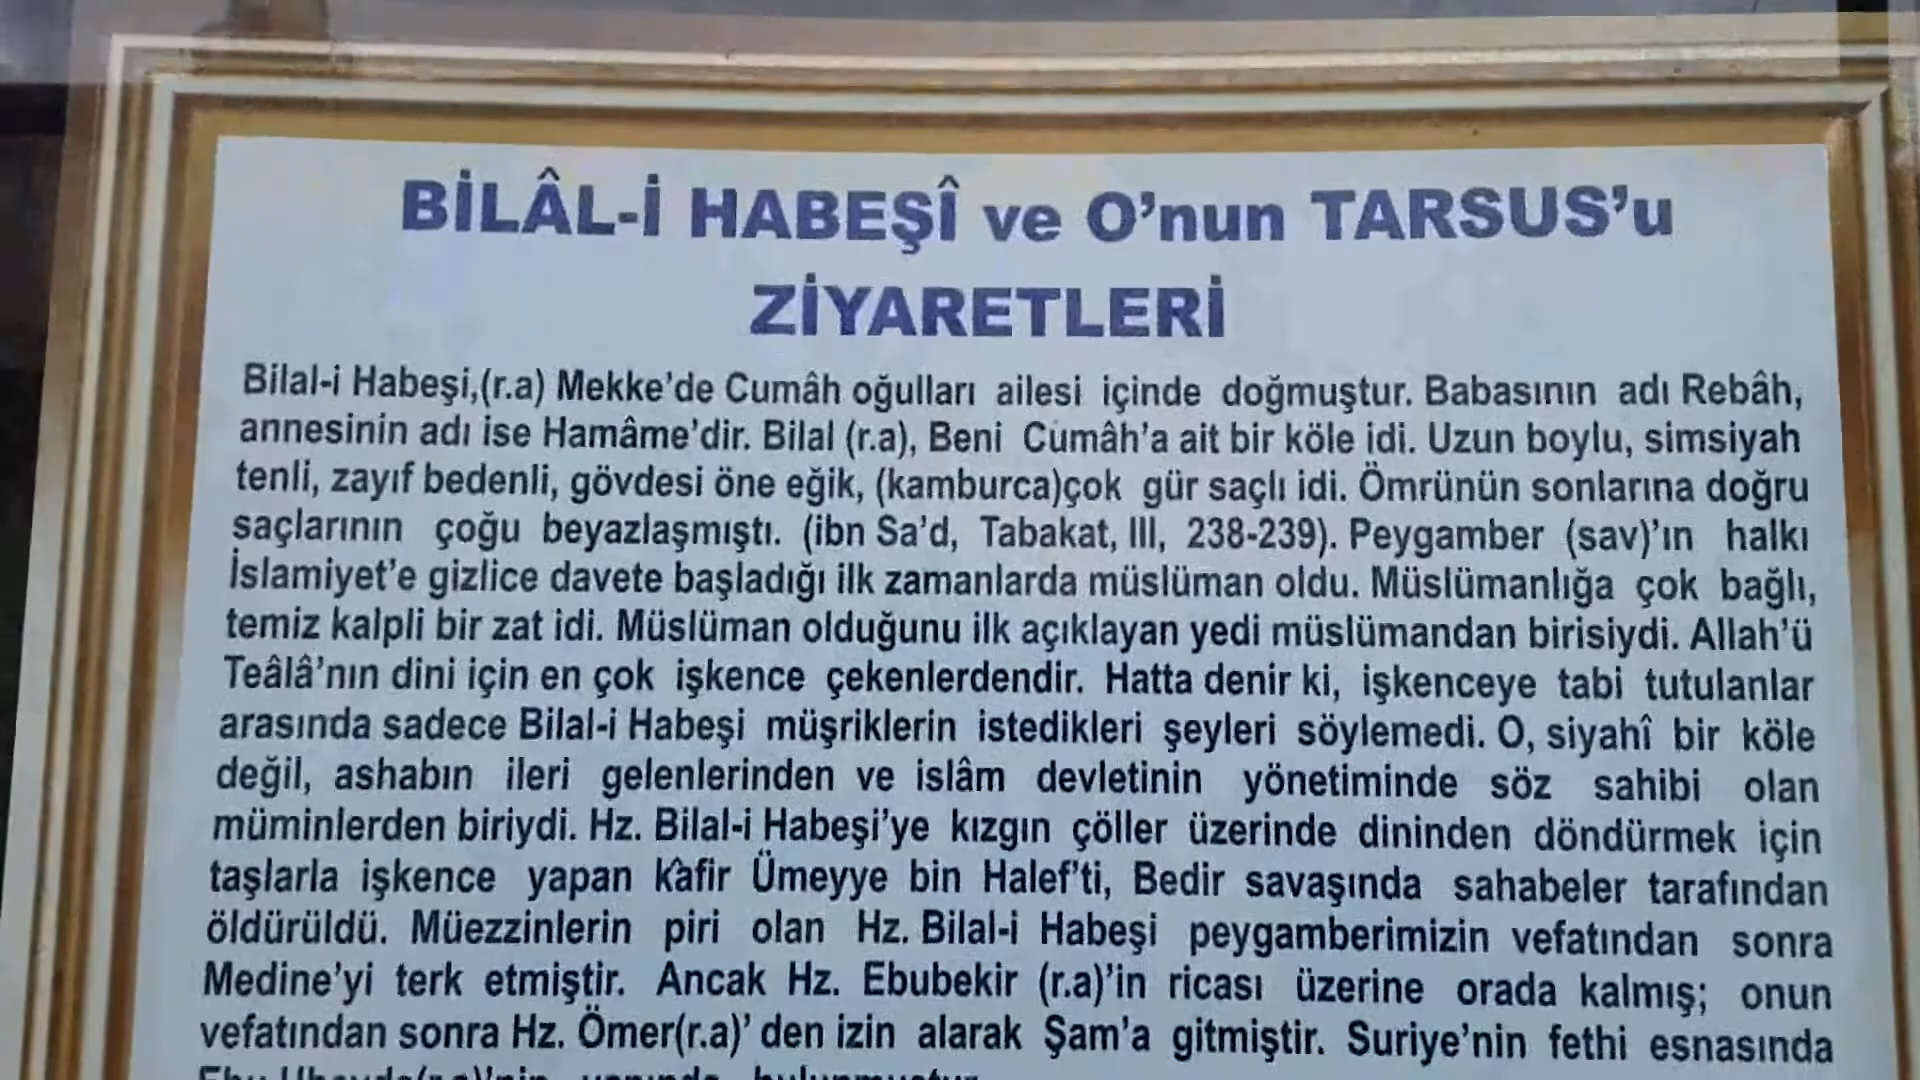 BİLÂL-İ HABEŞÎ ve O'nun TARSUS'u
ZİYARETLERİ
Bilal-i Habeşi,(r.a) Mekke'de Cumâh oğulları ailesi içinde doğmuştur. Babasının adı Rebâh,
annesinin adı ise Hamâme'dir. Bilal (r.a), Beni Cumâh'a ait bir köle idi. Uzun boylu, simsiyah
tenli, zayıf bedenli, gövdesi öne eğik, (kamburca)çok gür saçlı idi. Ömrünün sonlarına doğru
saçlarının çoğu beyazlaşmıştı. (ibn Sa'd, Tabakat, III, 238-239). Peygamber (sav)'ın halkı
İslamiyet'e gizlice davete başladığı ilk zamanlarda müslüman oldu. Müslümanlığa çok bağlı,
temiz kalpli bir zat idi. Müslüman olduğunu ilk açıklayan yedi müslümandan birisiydi. Allah'ü
Teâlâ'nın dini için en çok işkence çekenlerdendir. Hatta denir ki, işkenceye tabi tutulanlar
arasında sadece Bilal-i Habeşi müşriklerin istedikleri şeyleri söylemedi. O, siyahî bir köle
değil, ashabın ileri gelenlerinden ve islâm devletinin yönetiminde söz sahibi olan
müminlerden biriydi. Hz. Bilal-i Habeşi'ye kızgın çöller üzerinde dininden döndürmek için
taşlarla işkence yapan kâfir Ümeyye bin Halef'ti, Bedir savaşında sahabeler tarafından
öldürüldü. Müezzinlerin piri olan Hz. Bilal-i Habeşi peygamberimizin vefatından sonra
Medine'yi terk etmiştir. Ancak Hz. Ebubekir (r.a)'in ricası üzerine orada kalmış; onun
vefatından sonra Hz. Ömer(r.a)' den izin alarak Şam'a gitmiştir. Suriye'nin fethi esnasında
yanında bulunmuştur.